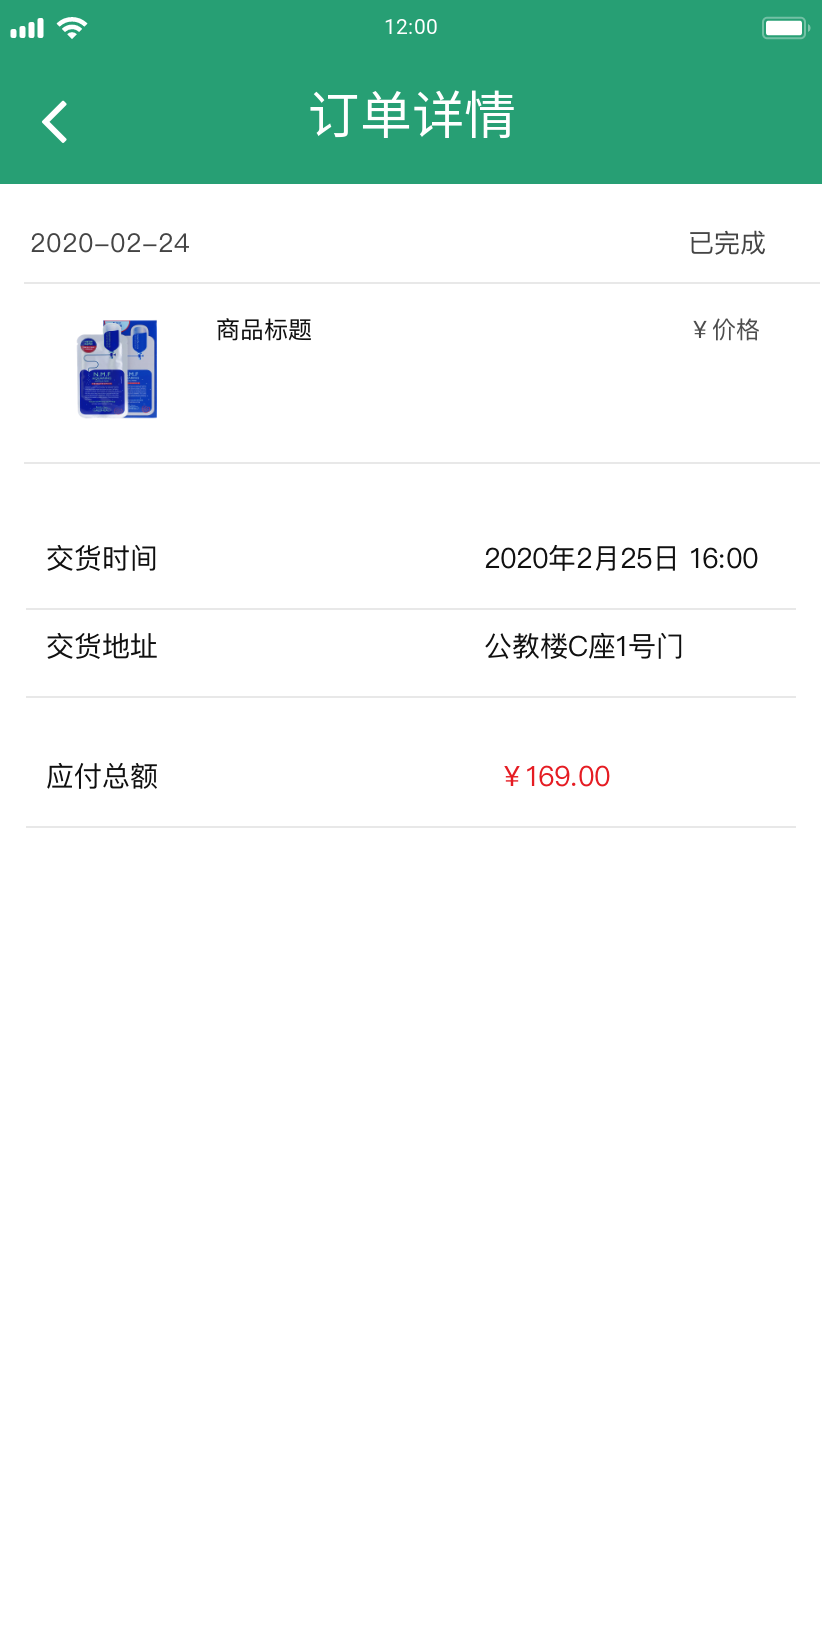 12:00
订单详情
2020-02-24 已完成
商品标题 ¥ 价格
N.M.F
交货时间 2020年2月25日 16:00
交货地址 公教楼C座1号门
应付总额 ¥169.00